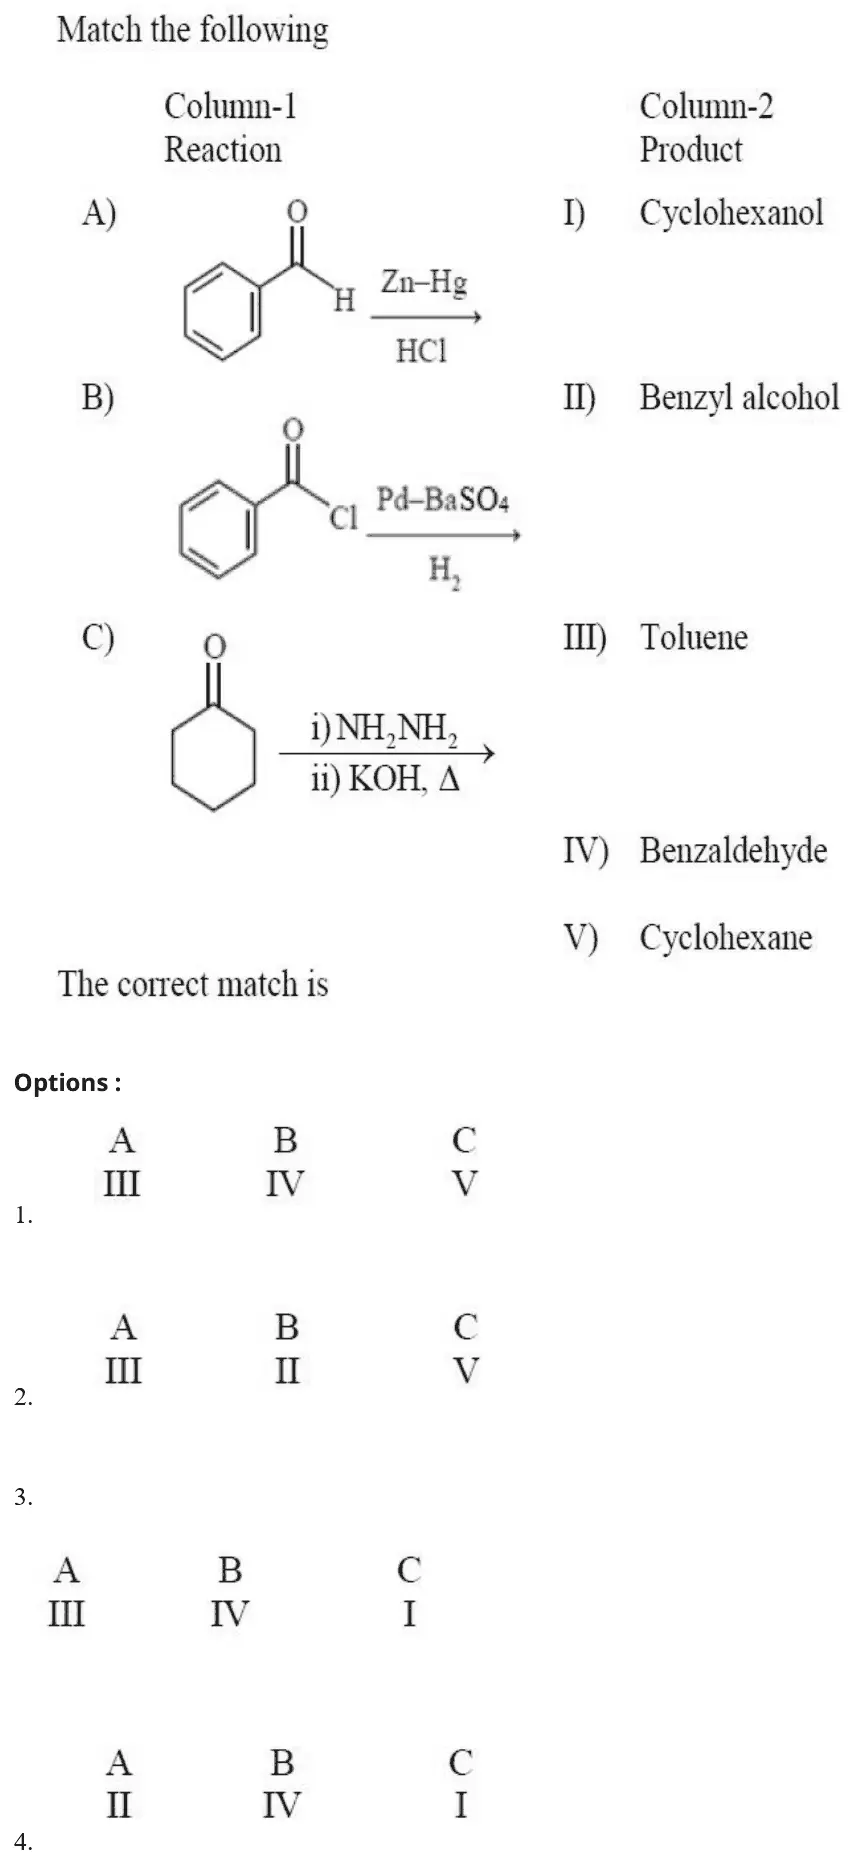 Match the following
Column-1 Column-2
Reaction Product
A) I) Cyclohexanol
O
H Zn–Hg
HCl
B) II) Benzyl alcohol
O
Cl Pd–BaSO₄
H₂
C) III) Toluene
O
i) NH₂NH₂
ii) KOH, Δ
IV) Benzaldehyde
V) Cyclohexane
The correct match is
Options :
A B C
III IV V
1.
A B C
III II V
2.
3.
A B C
III IV I
A B C
II IV I
4.